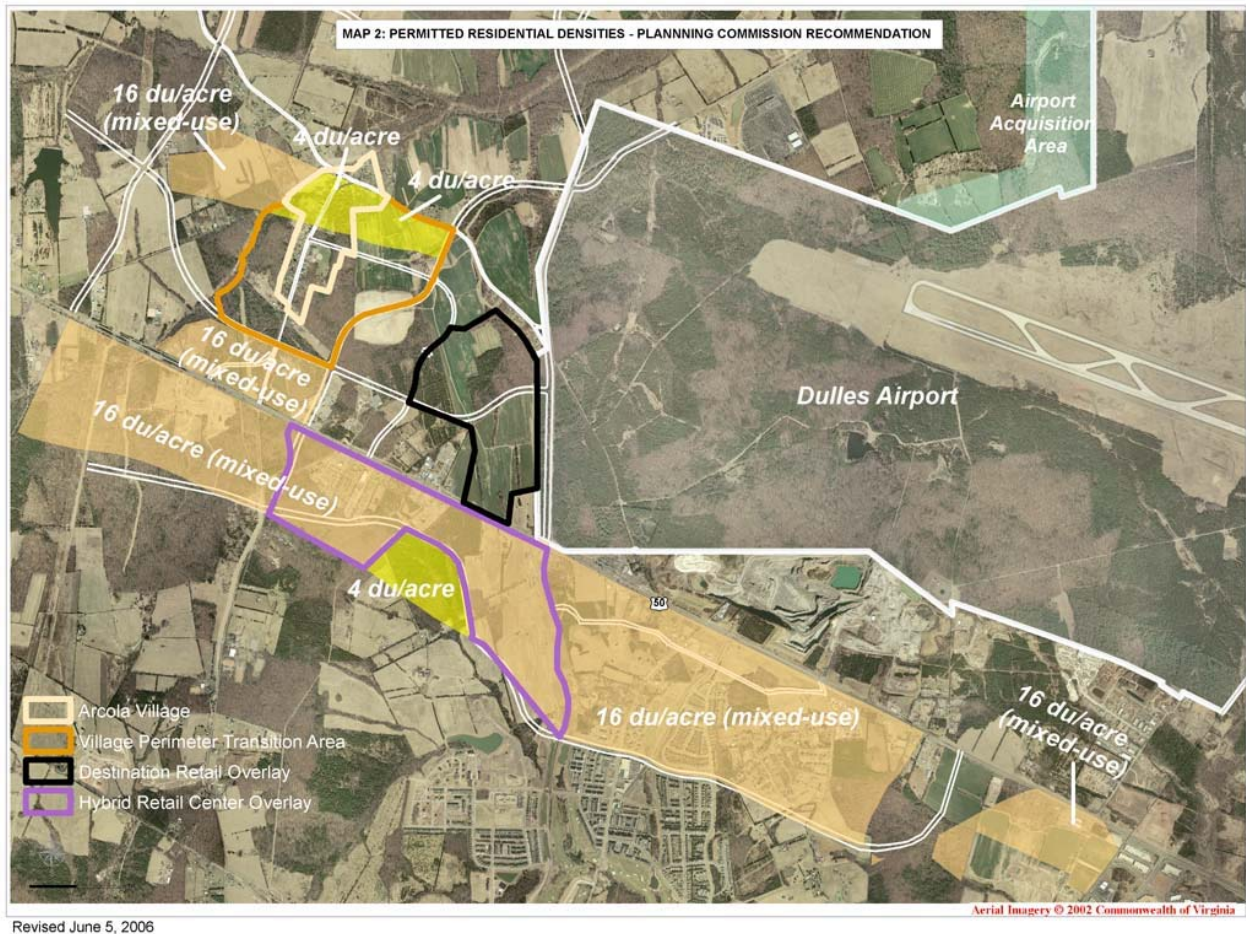 MAP 2: PERMITTED RESIDENTIAL DENSITIES - PLANNNING COMMISSION RECOMMENDATION
16 du/acre
(mixed-use)
4 du/acre
4 du/acre
Airport
Acquisition
Area
16 du/acre
(mixed-use)
Dulles Airport
16 du/acre (mixed-use)
4 du/acre
50
16 du/acre (mixed-use)
16 du/acre
(mixed-use)
Arcola Village
Village Perimeter Transition Area
Destination Retail Overlay
Hybrid Retail Center Overlay
Aerial Imagery © 2002 Commonwealth of Virginia
Revised June 5, 2006